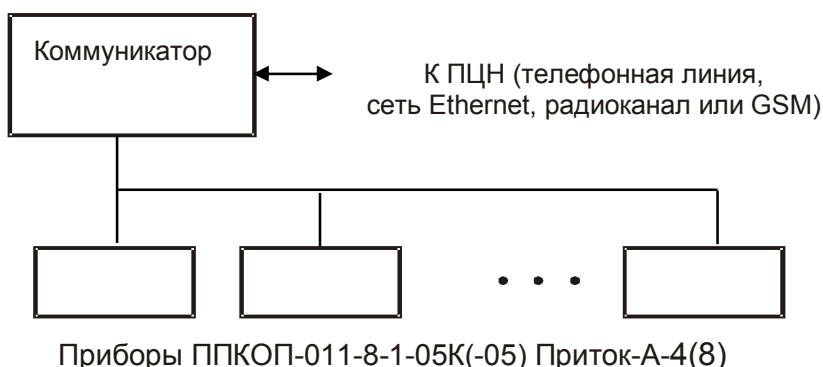 Коммуникатор
К ПЦН (телефонная линия,
сеть Ethernet, радиоканал или GSM)
Приборы ППКОП-011-8-1-05К(-05) Приток-А-4(8)